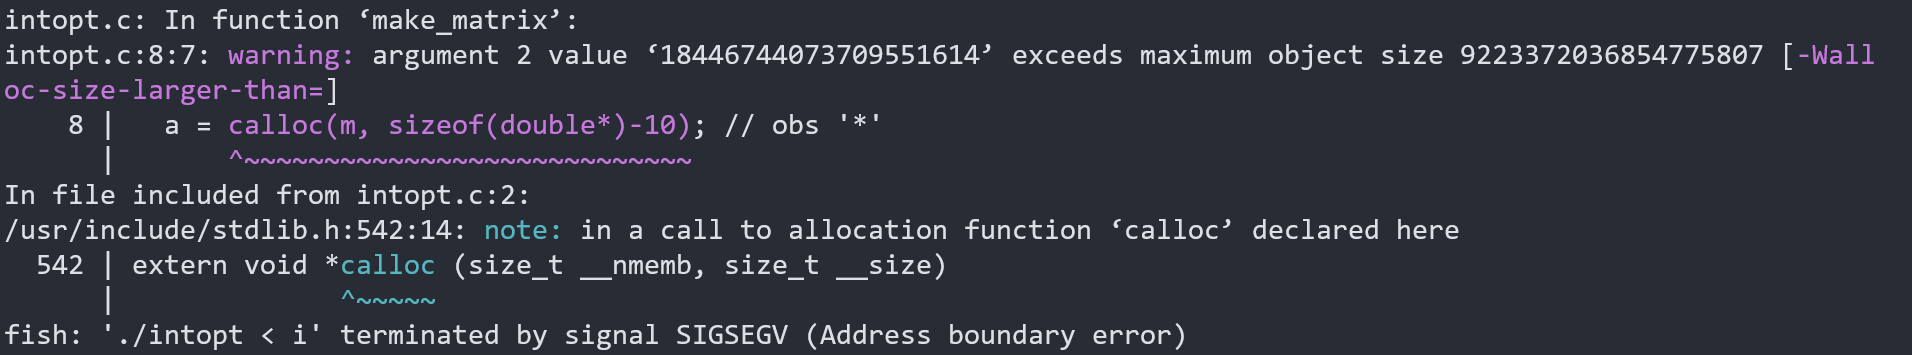 intopt.c: In function ‘make_matrix’:
intopt.c:8:7: warning: argument 2 value ‘18446744073709551614’ exceeds maximum object size 9223372036854775807 [-Wall
oc-size-larger-than=]
    8 |   a = calloc(m, sizeof(double*)-10); // obs '*'
      |       ^~~~~~~~~~~~~~~~~~~~~~~~~~~~~
In file included from intopt.c:2:
/usr/include/stdlib.h:542:14: note: in a call to allocation function ‘calloc’ declared here
  542 | extern void *calloc (size_t __nmemb, size_t __size)
      |              ^~~~~~
fish: './intopt < i' terminated by signal SIGSEGV (Address boundary error)